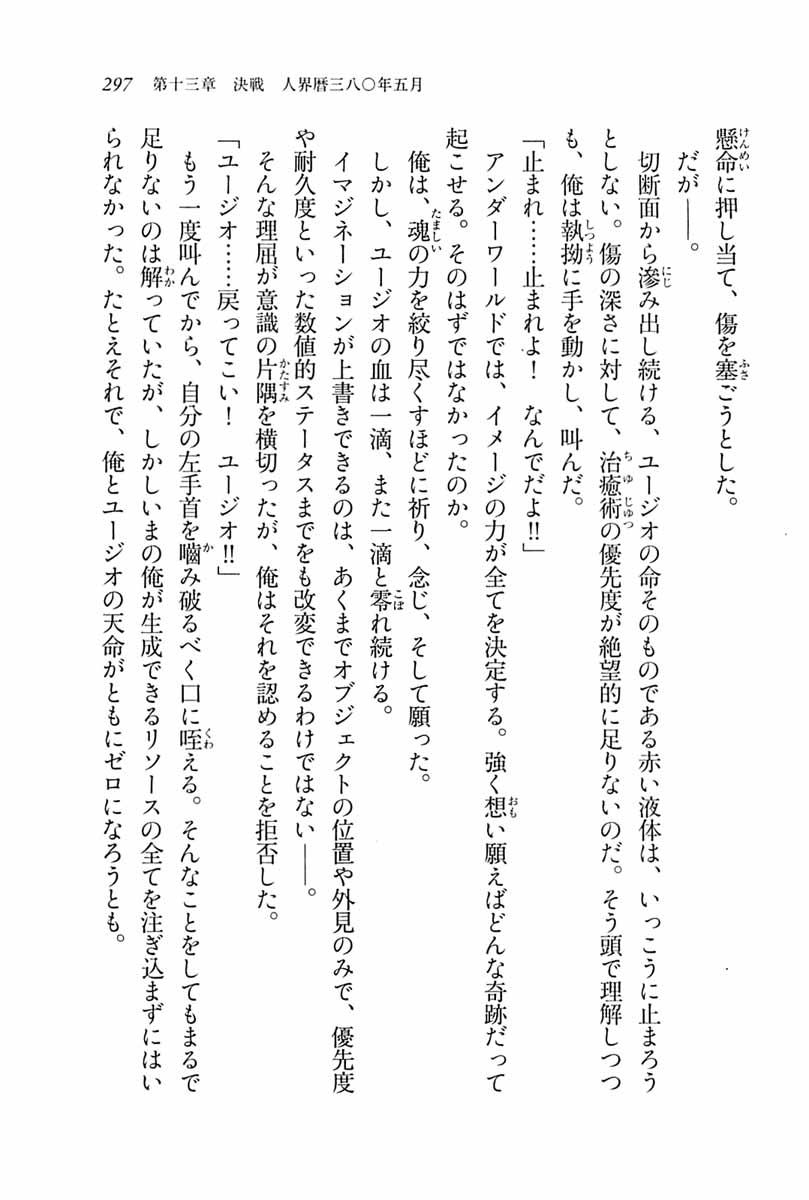 297 第十三章 決戦 人界暦三八〇年五月
懸命に押し当て、傷を塞ごうとした。
だが――。
切断面から滲み出し続ける、ユージオの命そのものである赤い液体は、いっこうに止まろう
としない。傷の深さに対して、治癒術の優先度が絶望的に足りないのだ。そう頭で理解しつつ
も、俺は執拗に手を動かし、叫んだ。
「止まれ……止まれよ！　なんでだよ!!」
アンダーワールドでは、イメージの力が全てを決定する。強く想い願えばどんな奇跡だって
起こせる。そのはずではなかったのか。
俺は、魂の力を絞り尽くすほどに祈り、念じ、そして願った。
しかし、ユージオの血は一滴、また一滴と零れ続ける。
イマジネーションが上書きできるのは、あくまでオブジェクトの位置や外見のみで、優先度
や耐久度といった数値的ステータスまでをも改変できるわけではない――。
そんな理屈が意識の片隅を横切ったが、俺はそれを認めることを拒否した。
「ユージオ……戻ってこい！　ユージオ!!」
もう一度叫んでから、自分の左手首を嚙み破るべく口に咥える。そんなことをしてもまるで
足りないのは解っていたが、しかしいまの俺が生成できるリソースの全てを注ぎ込まずにはい
られなかった。たとえそれで、俺とユージオの天命がともにゼロになろうとも。